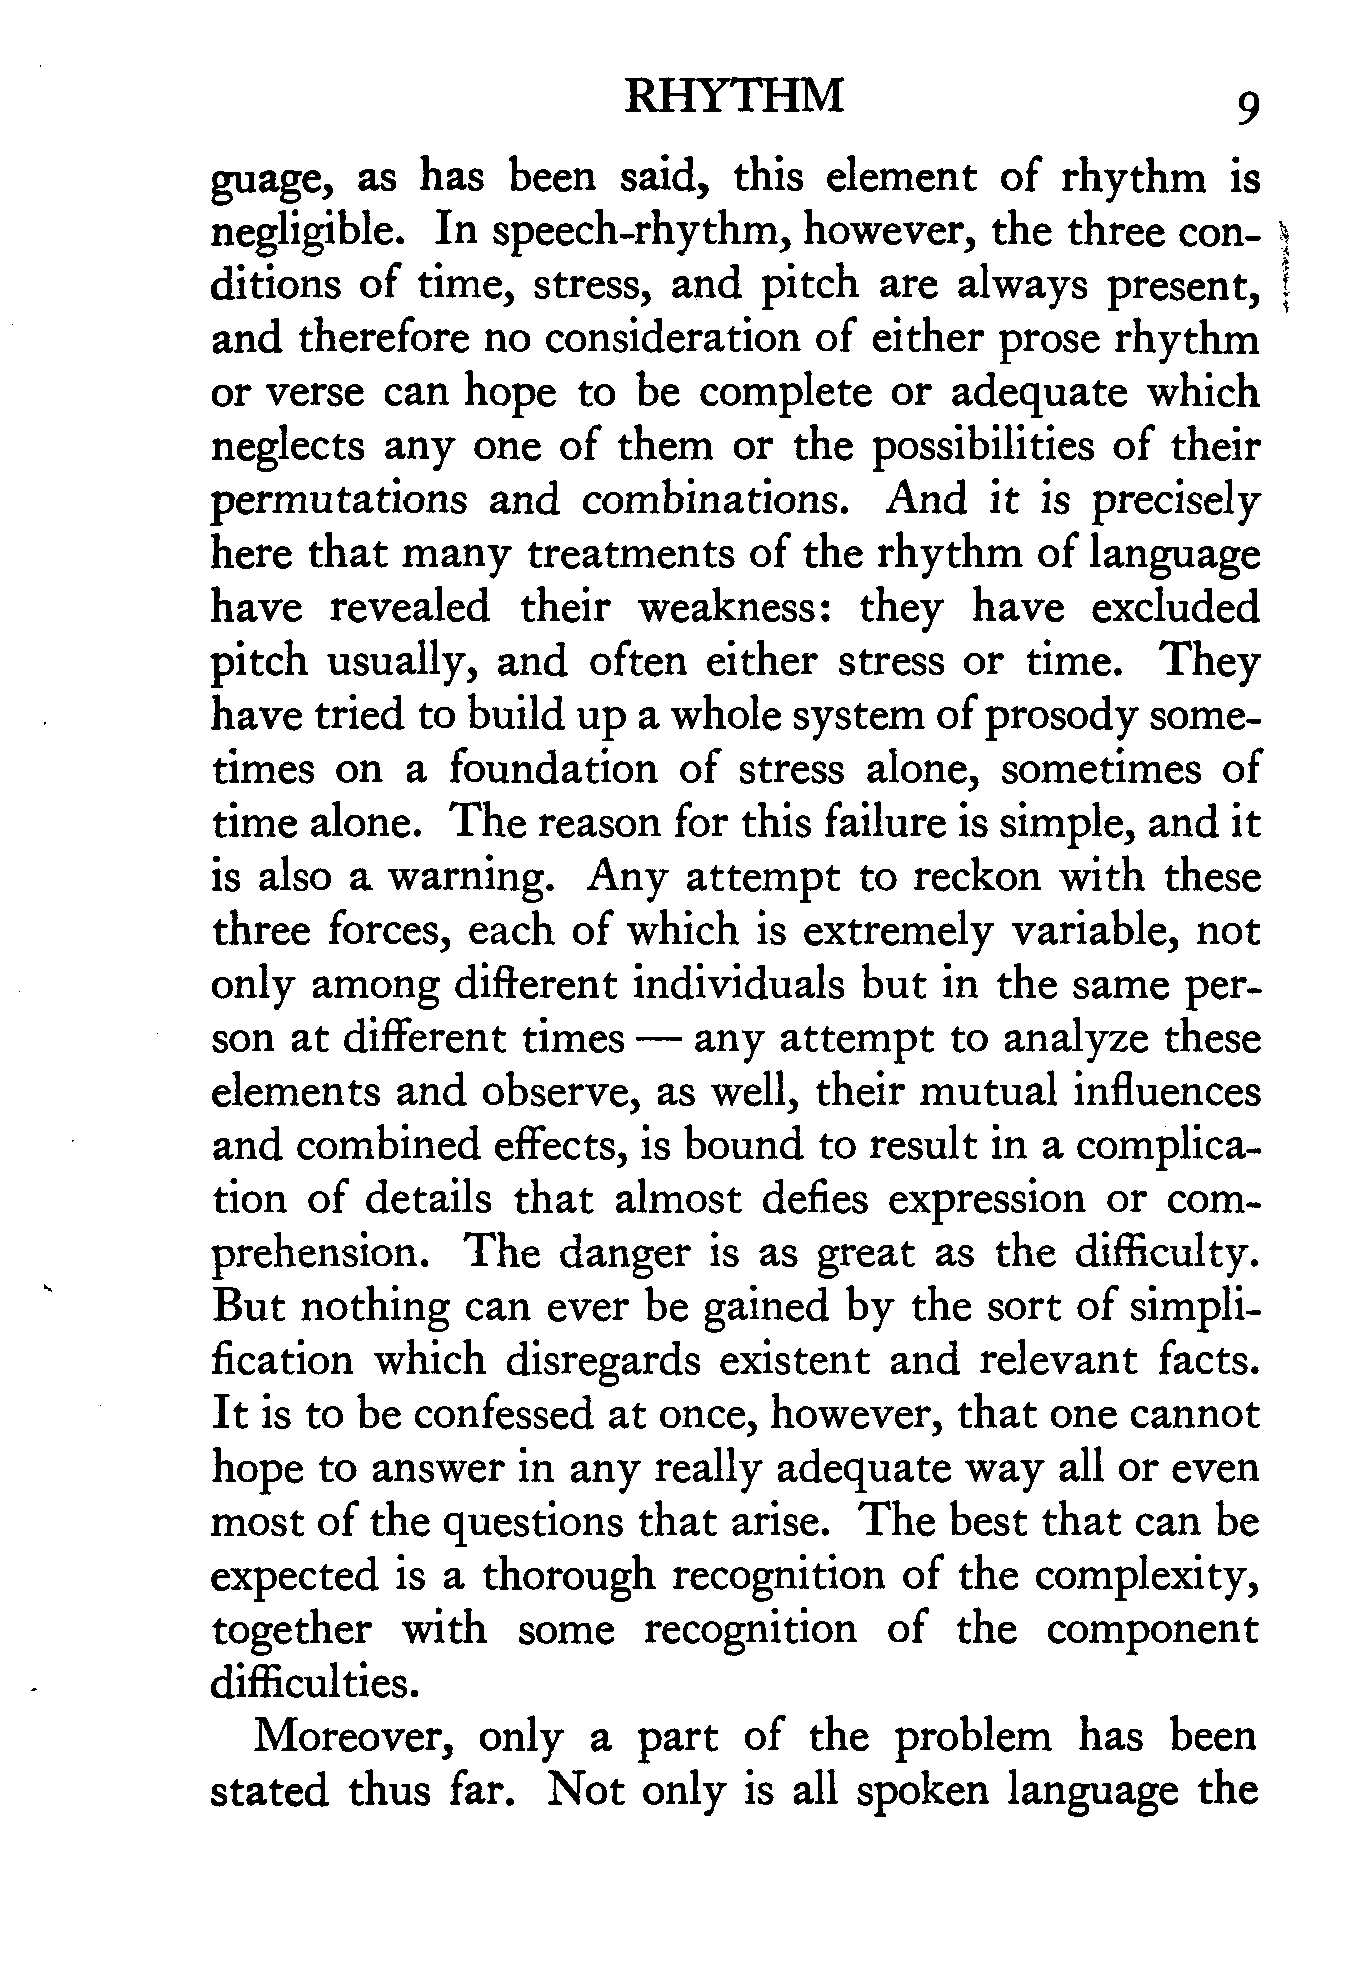 RHYTHM 9
guage, as has been said, this element of rhythm is
negligible. In speech-rhythm, however, the three con-
ditions of time, stress, and pitch are always present,
and therefore no consideration of either prose rhythm
or verse can hope to be complete or adequate which
neglects any one of them or the possibilities of their
permutations and combinations. And it is precisely
here that many treatments of the rhythm of language
have revealed their weakness: they have excluded
pitch usually, and often either stress or time. They
have tried to build up a whole system of prosody some-
times on a foundation of stress alone, sometimes of
time alone. The reason for this failure is simple, and it
is also a warning. Any attempt to reckon with these
three forces, each of which is extremely variable, not
only among different individuals but in the same per-
son at different times — any attempt to analyze these
elements and observe, as well, their mutual influences
and combined effects, is bound to result in a complica-
tion of details that almost defies expression or com-
prehension. The danger is as great as the difficulty.
But nothing can ever be gained by the sort of simpli-
fication which disregards existent and relevant facts.
It is to be confessed at once, however, that one cannot
hope to answer in any really adequate way all or even
most of the questions that arise. The best that can be
expected is a thorough recognition of the complexity,
together with some recognition of the component
difficulties.
Moreover, only a part of the problem has been
stated thus far. Not only is all spoken language the